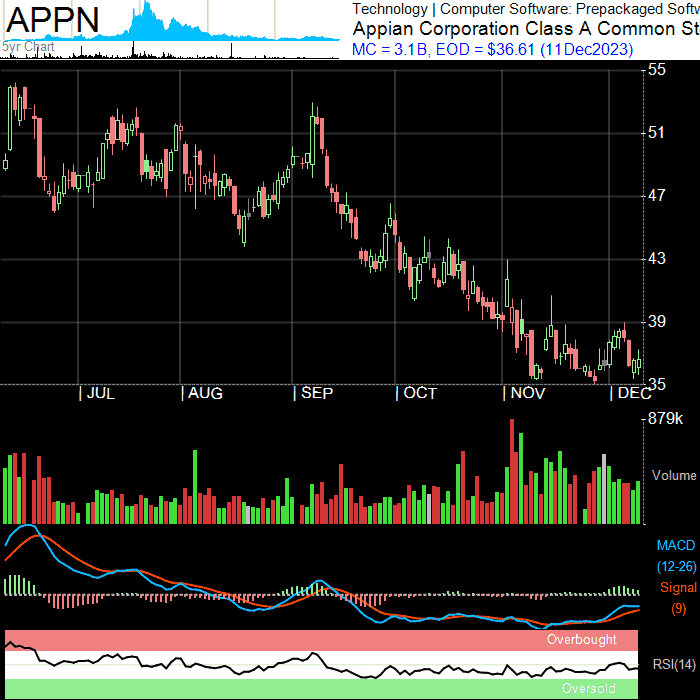 APPN
5yr Chart
Technology | Computer Software: Prepackaged Softw
Appian Corporation Class A Common St
MC = 3.1B, EOD = $36.61 (11Dec2023)
55
51
47
43
39
35
| JUL | AUG | SEP | OCT | NOV | DEC
879k
Volume
MACD
(12-26)
Signal
(9)
Overbought
RSI(14)
Oversold